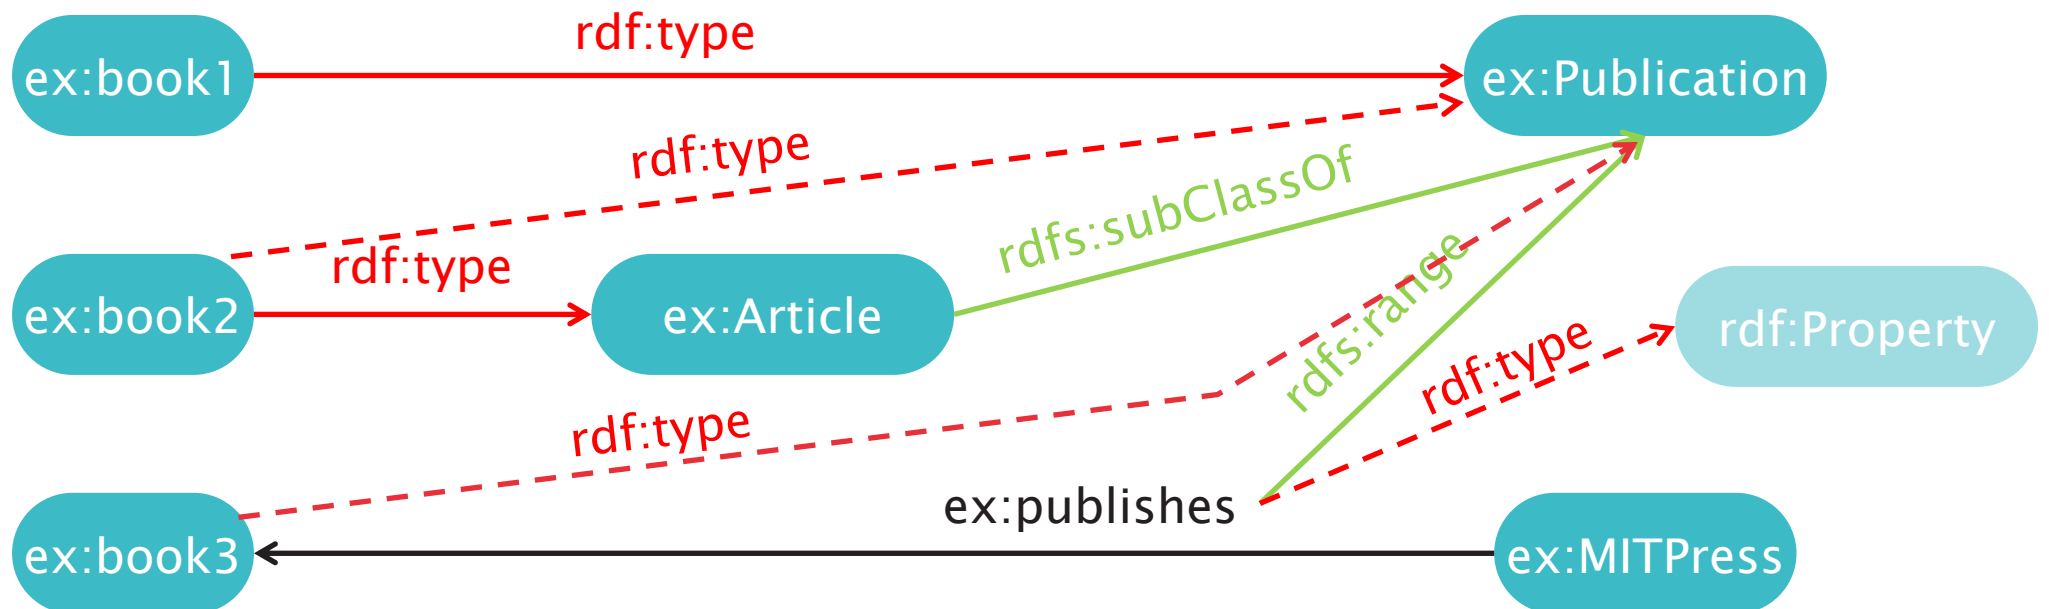 rdf:type
ex:book1
ex:Publication
rdf:type
rdfs:subClassOf
rdf:type
ex:book2
ex:Article
rdfs:range
rdf:type
rdf:Property
rdf:type
ex:publishes
ex:book3
ex:MITPress